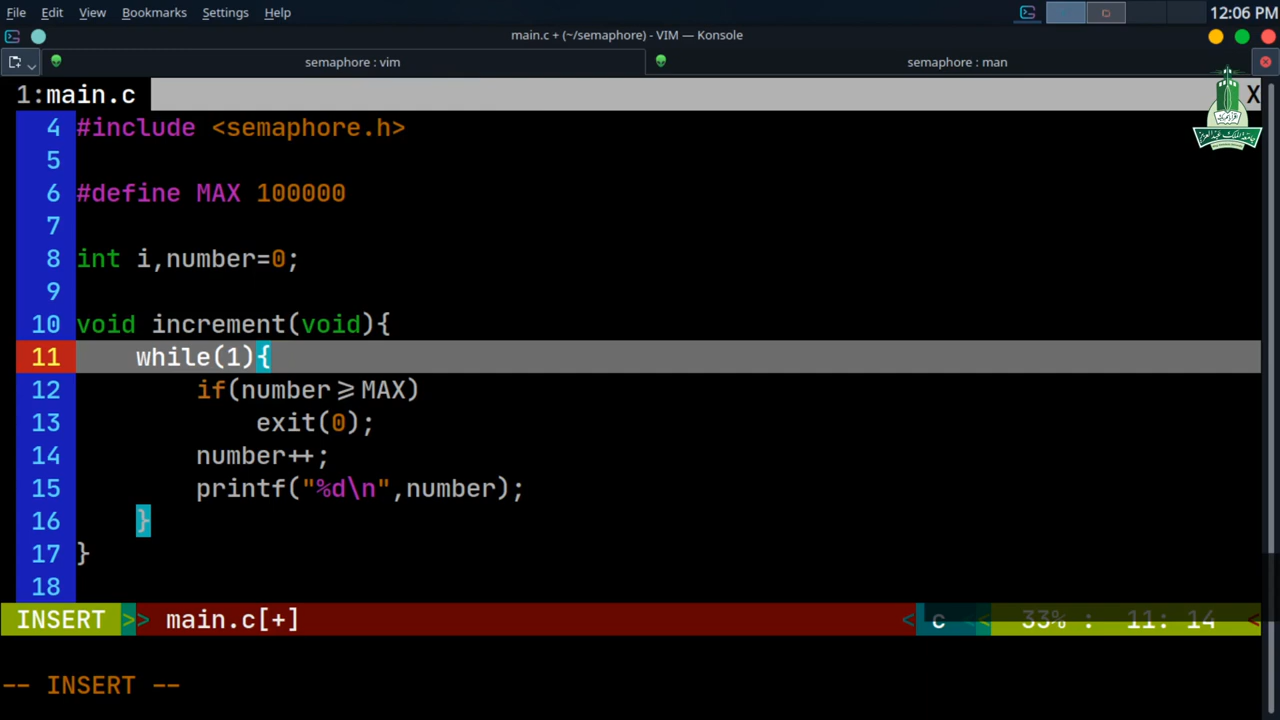 File Edit View Bookmarks Settings Help 12:06 PM
main.c + (~/semaphore) - VIM — Konsole
semaphore : vim semaphore : man
1:main.c X
4 #include <semaphore.h>
5
6 #define MAX 100000
7
8 int i,number=0;
9
10 void increment(void){
11 while(1){
12 if(number>=MAX)
13 exit(0);
14 number++;
15 printf("%d\n",number);
16 }
17 }
18
INSERT >> main.c[+] < c < 33% : 11: 14 <
-- INSERT --